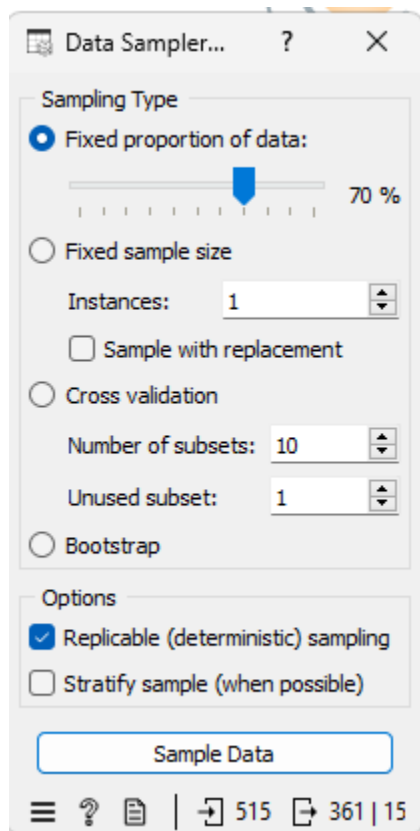 Data Sampler... ?
Sampling Type
Fixed proportion of data:
70 %
Fixed sample size
Instances: 1
Sample with replacement
Cross validation
Number of subsets: 10
Unused subset: 1
Bootstrap
Options
Replicable (deterministic) sampling
Stratify sample (when possible)
Sample Data
? 515 361 | 15